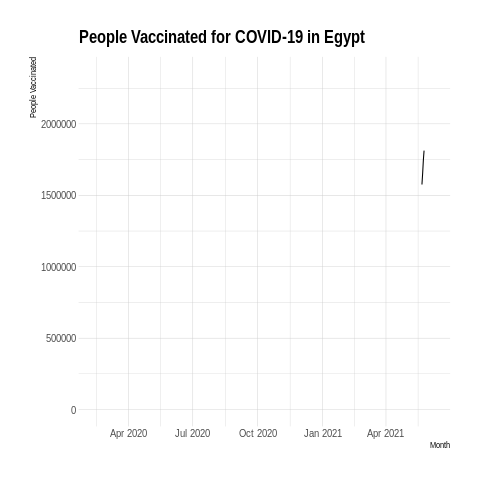 People Vaccinated for COVID-19 in Egypt
People Vaccinated
2000000
1500000
1000000
500000
0
Apr 2020 Jul 2020 Oct 2020 Jan 2021 Apr 2021
Month